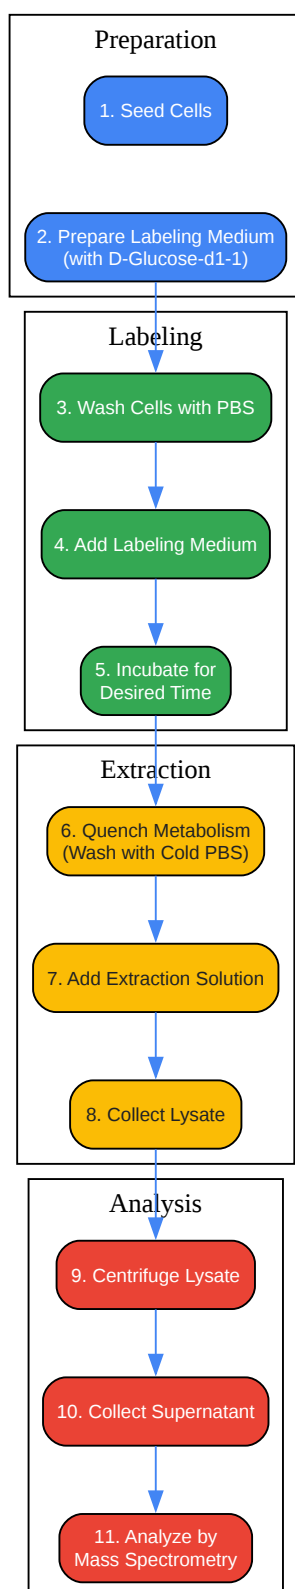 Preparation
1. Seed Cells
2. Prepare Labeling Medium
(with D-Glucose-d1-1)
Labeling
3. Wash Cells with PBS
4. Add Labeling Medium
5. Incubate for
Desired Time
Extraction
6. Quench Metabolism
(Wash with Cold PBS)
7. Add Extraction Solution
8. Collect Lysate
Analysis
9. Centrifuge Lysate
10. Collect Supernatant
11. Analyze by
Mass Spectrometry